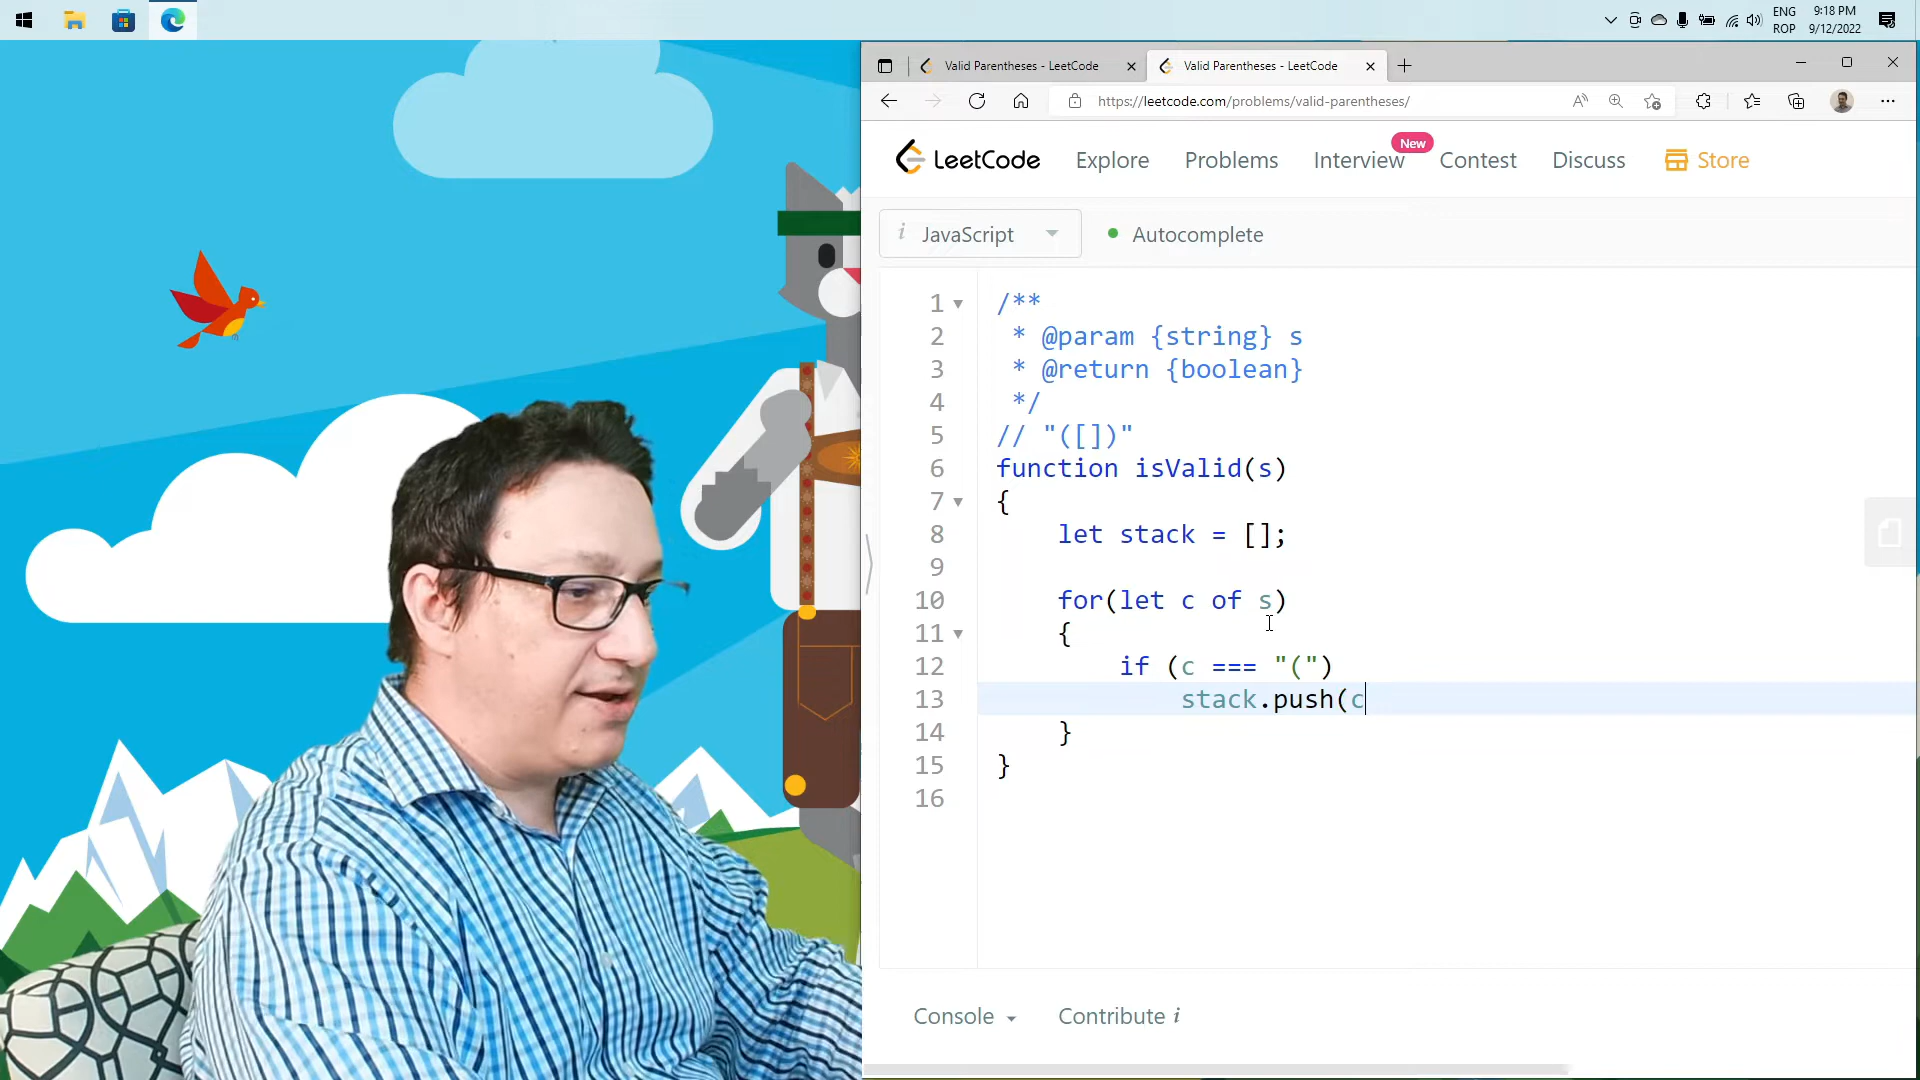 ENG
ROP
9:18 PM
9/12/2022
Valid Parentheses - LeetCode
Valid Parentheses - LeetCode
https://leetcode.com/problems/valid-parentheses/
LeetCode
Explore
Problems
Interview
New
Contest
Discuss
Store
i JavaScript
Autocomplete
1 /**
2 * @param {string} s
3 * @return {boolean}
4 */
5 // "([])"
6 function isValid(s)
7 {
8 let stack = [];
9
10 for(let c of s)
11 {
12 if (c === "(")
13 stack.push(c
14 }
15 }
16
Console
Contribute i